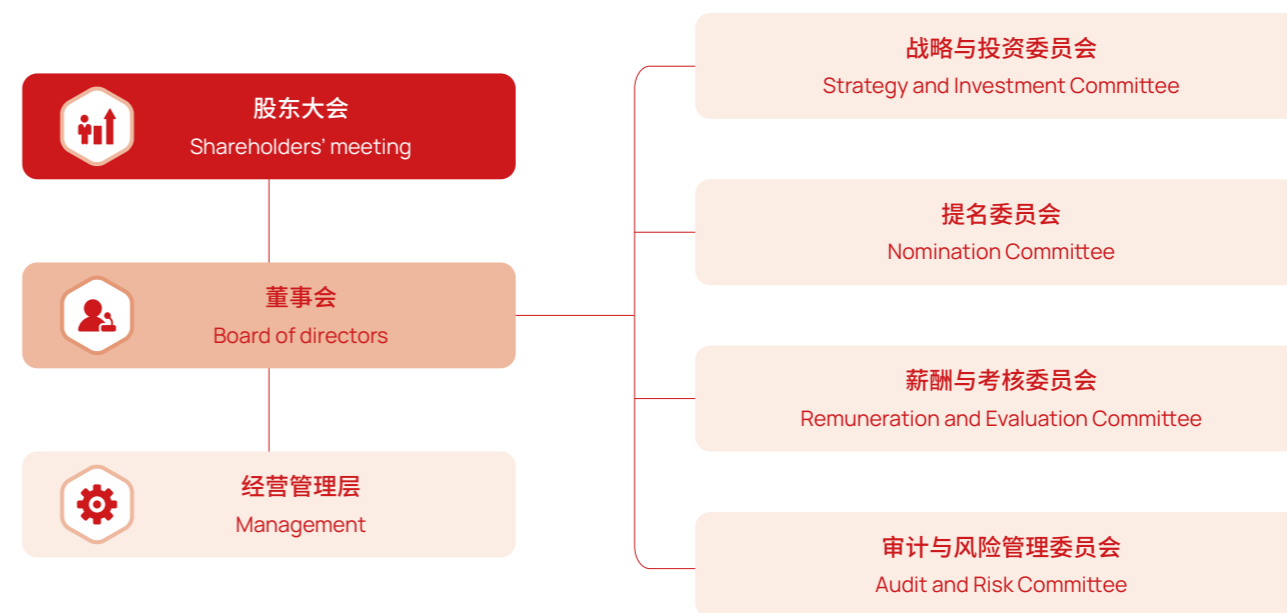 股东大会
Shareholders’ meeting
董事会
Board of directors
经营管理层
Management
战略与投资委员会
Strategy and Investment Committee
提名委员会
Nomination Committee
薪酬与考核委员会
Remuneration and Evaluation Committee
审计与风险管理委员会
Audit and Risk Committee